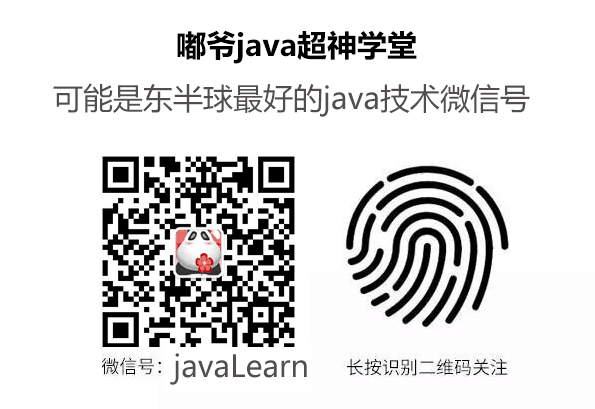 嘟爷java超神学堂
可能是东半球最好的java技术微信号
微信号：javaLearn
长按识别二维码关注